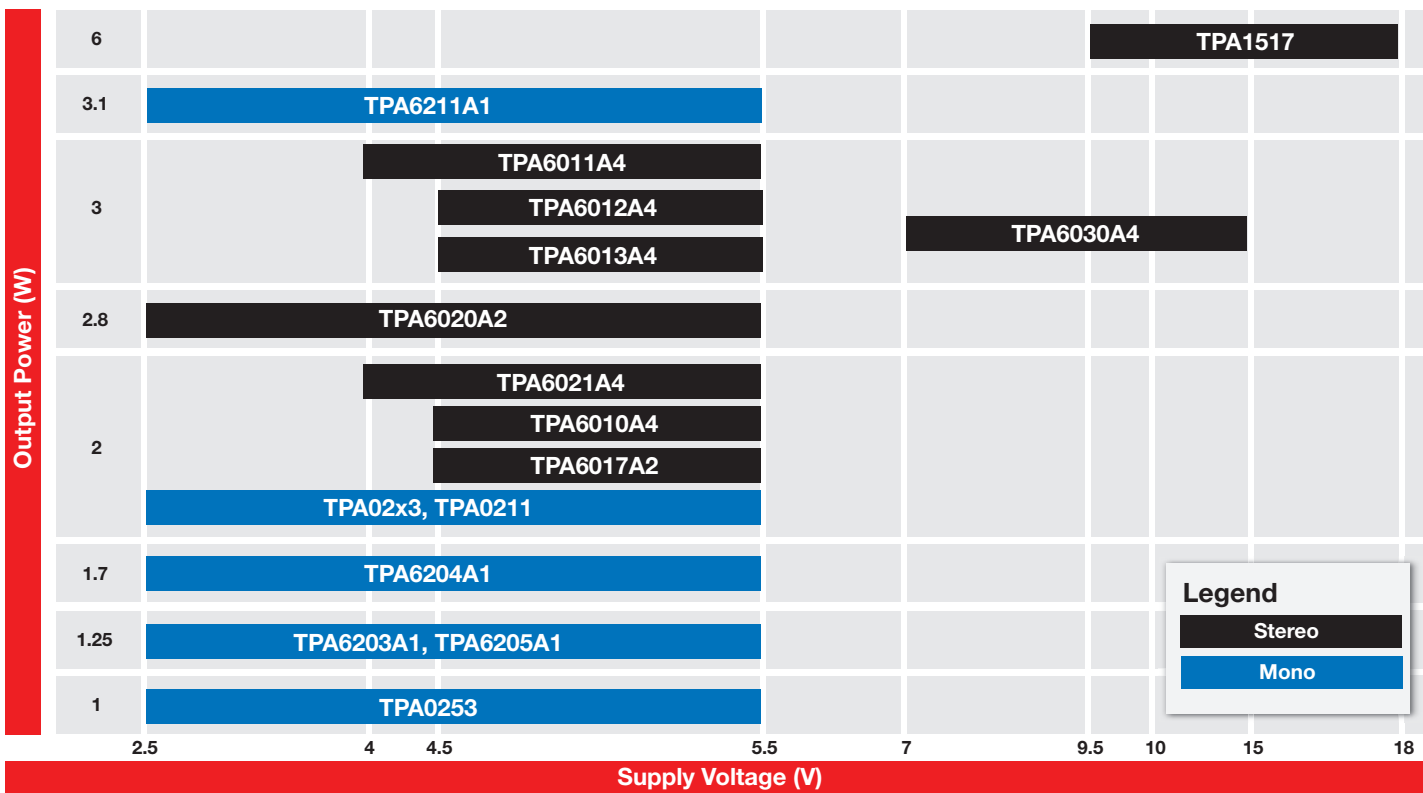 Output Power (W)
6
TPA1517
3.1
TPA6211A1
3
TPA6011A4
TPA6012A4
TPA6013A4
TPA6030A4
2.8
TPA6020A2
2
TPA6021A4
TPA6010A4
TPA6017A2
TPA02x3, TPA0211
1.7
TPA6204A1
1.25
TPA6203A1, TPA6205A1
1
TPA0253
Legend
Stereo
Mono
2.5 4 4.5 5.5 7 9.5 10 15 18
Supply Voltage (V)